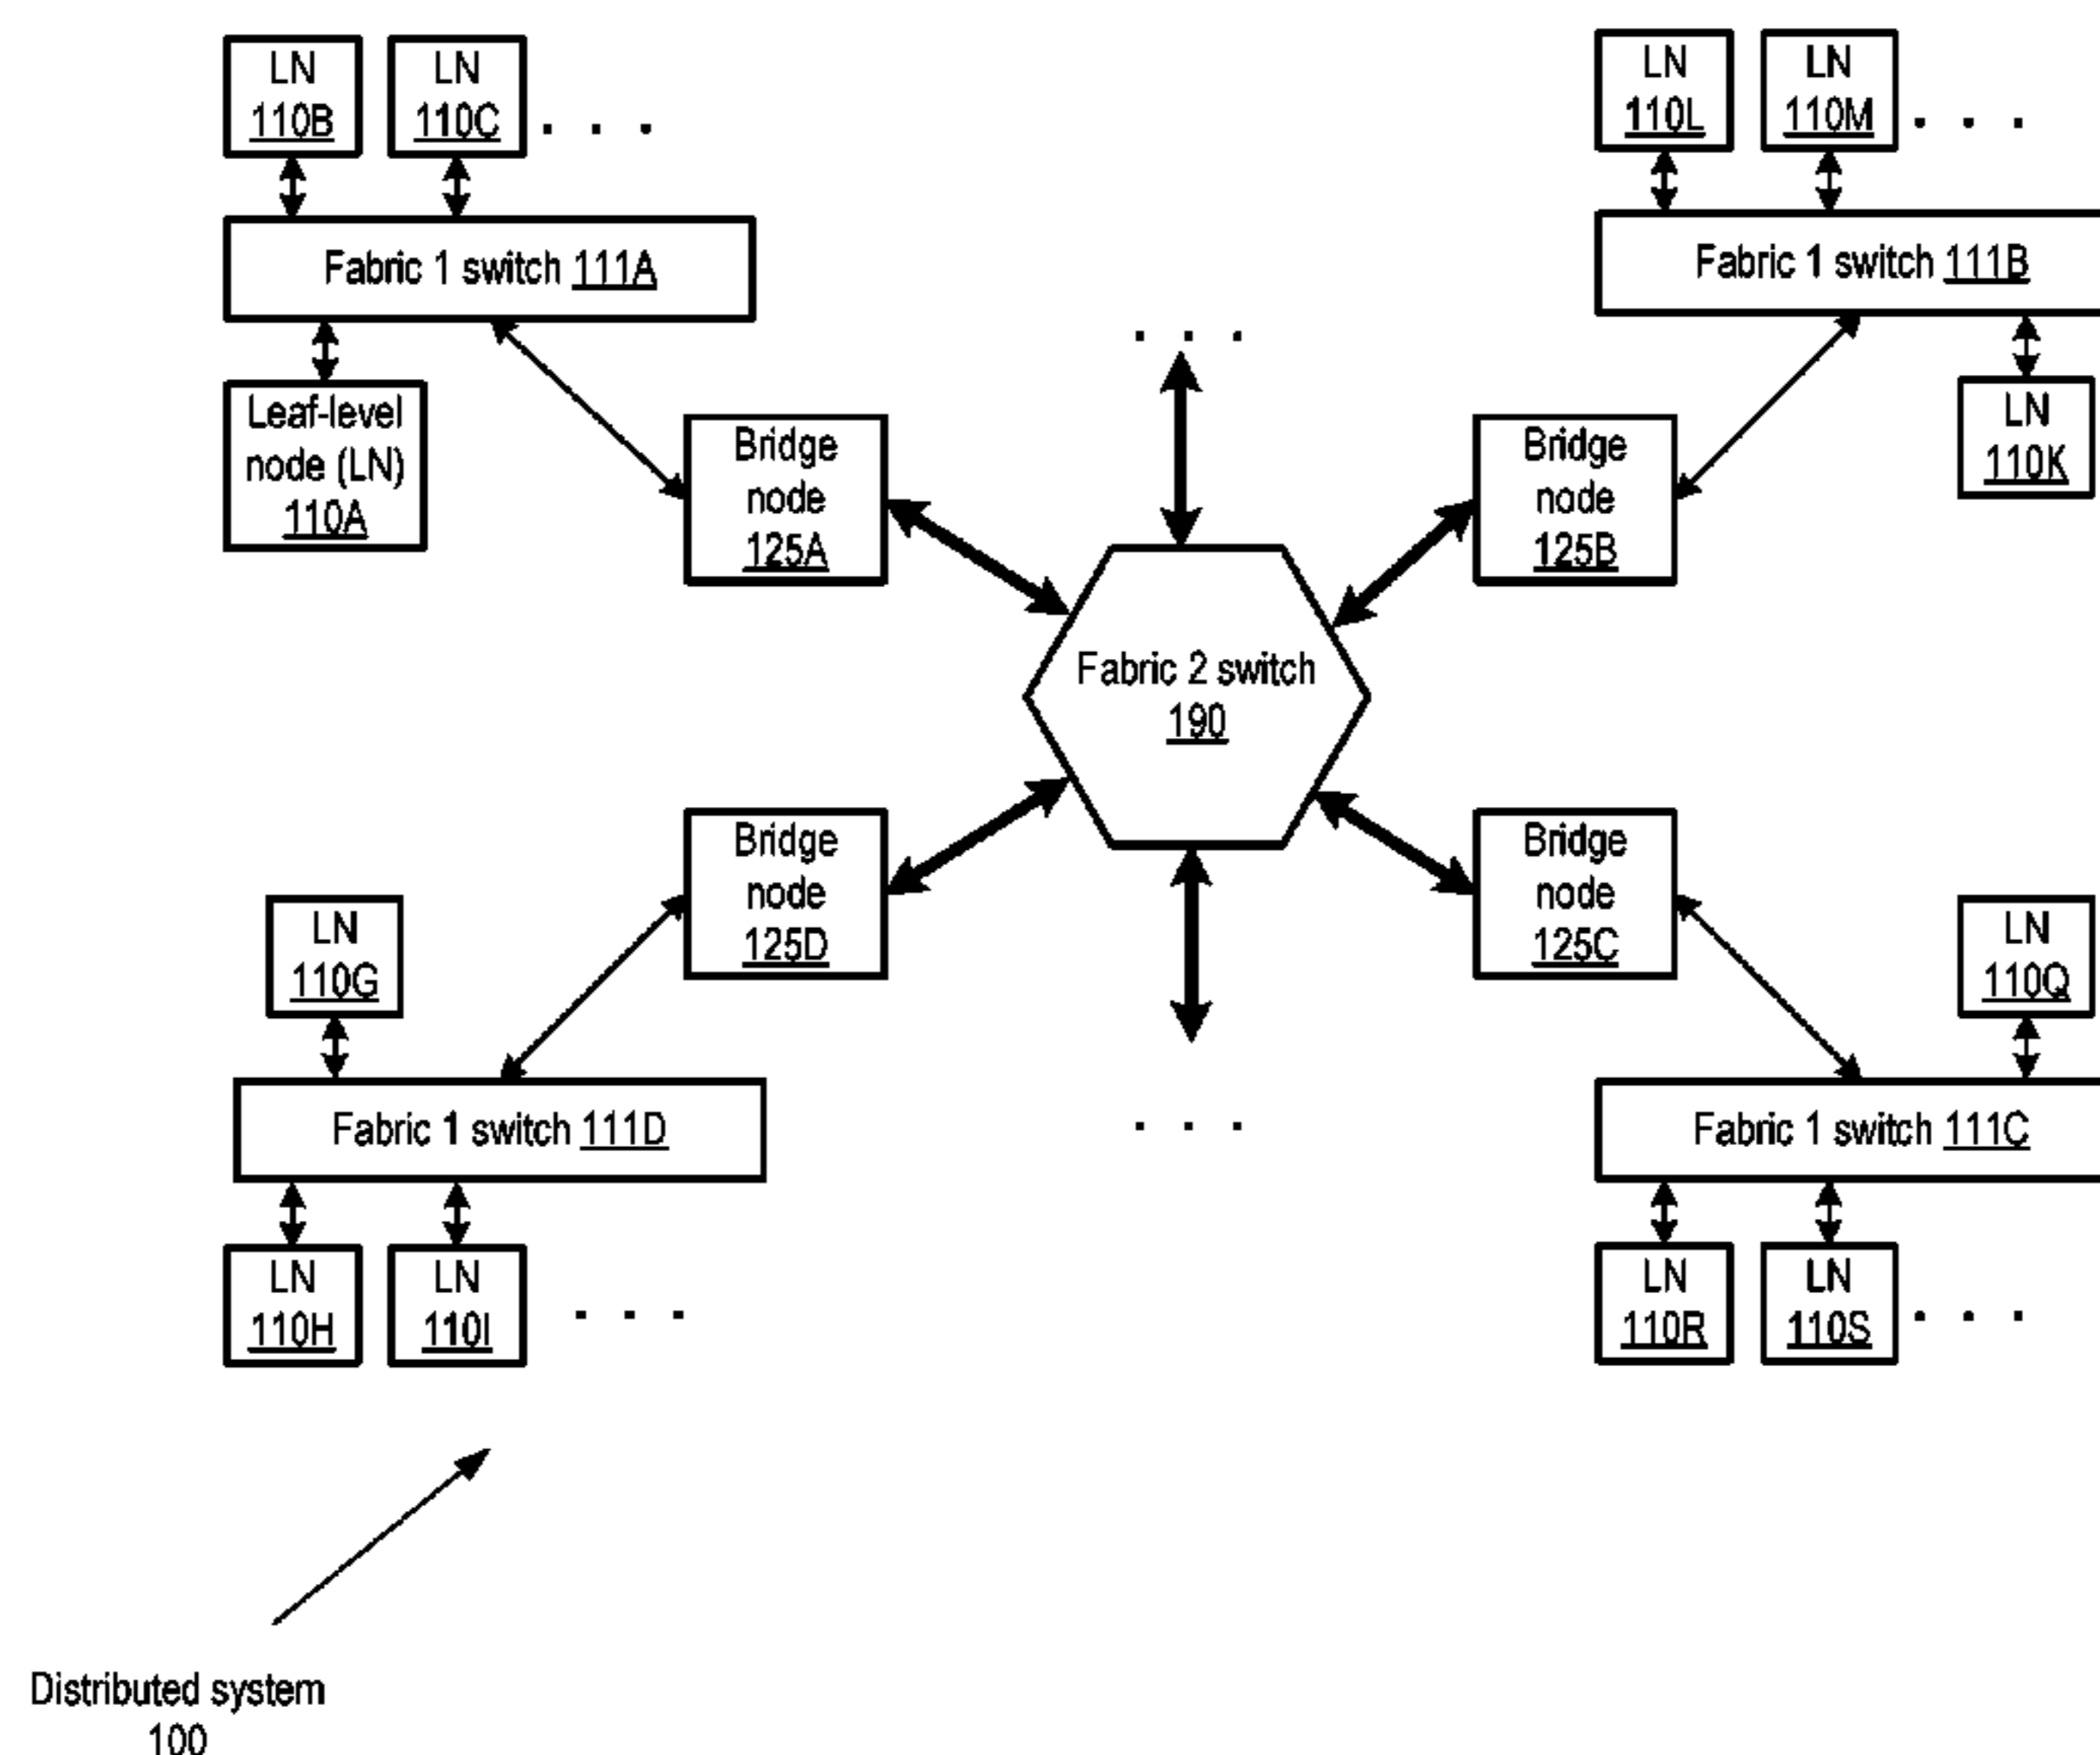 LN
110B
LN
110C
. . .
LN
110L
LN
110M
. . .
Fabric 1 switch 111A
Fabric 1 switch 111B
. . .
Leaf-level
node (LN)
110A
Bridge
node
125A
Bridge
node
125B
LN
110K
Fabric 2 switch
190
Bridge
node
125D
Bridge
node
125C
LN
110G
LN
110Q
Fabric 1 switch 111D
. . .
Fabric 1 switch 111C
LN
110H
LN
110I
. . .
LN
110R
LN
110S
. . .
Distributed system
100